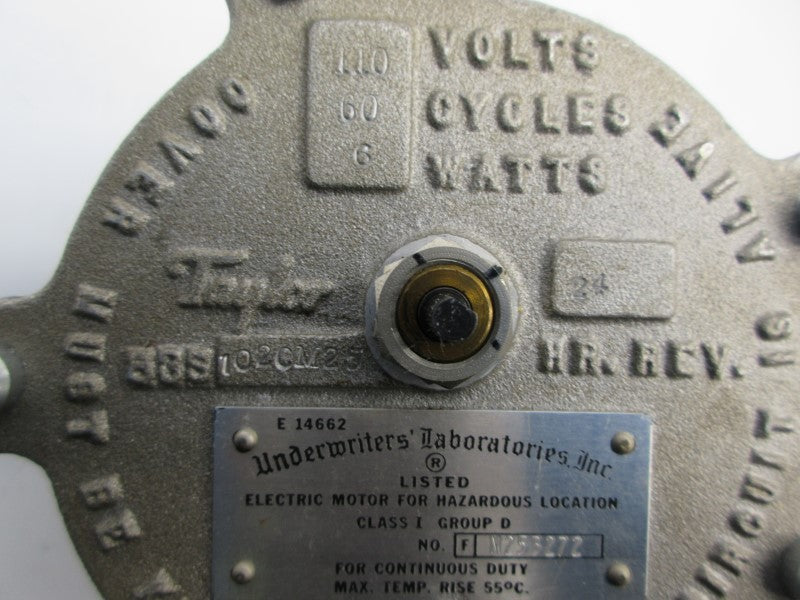 110 VOLTS
60 CYCLES
6 WATTS
Taylor
24
HR. REV.
E 14662
Underwriters' Laboratories, Inc.
®
LISTED
ELECTRIC MOTOR FOR HAZARDOUS LOCATION
CLASS I GROUP D
NO. F
FOR CONTINUOUS DUTY
MAX. TEMP. RISE 55°C.
COVER MUST BE
CIRCUIT IS ALIVE